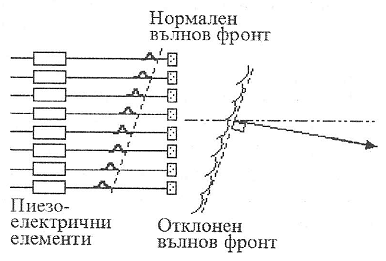 Нормален
вълнов фронт
Пиезо-
електрични
елементи
Отклонен
вълнов фронт